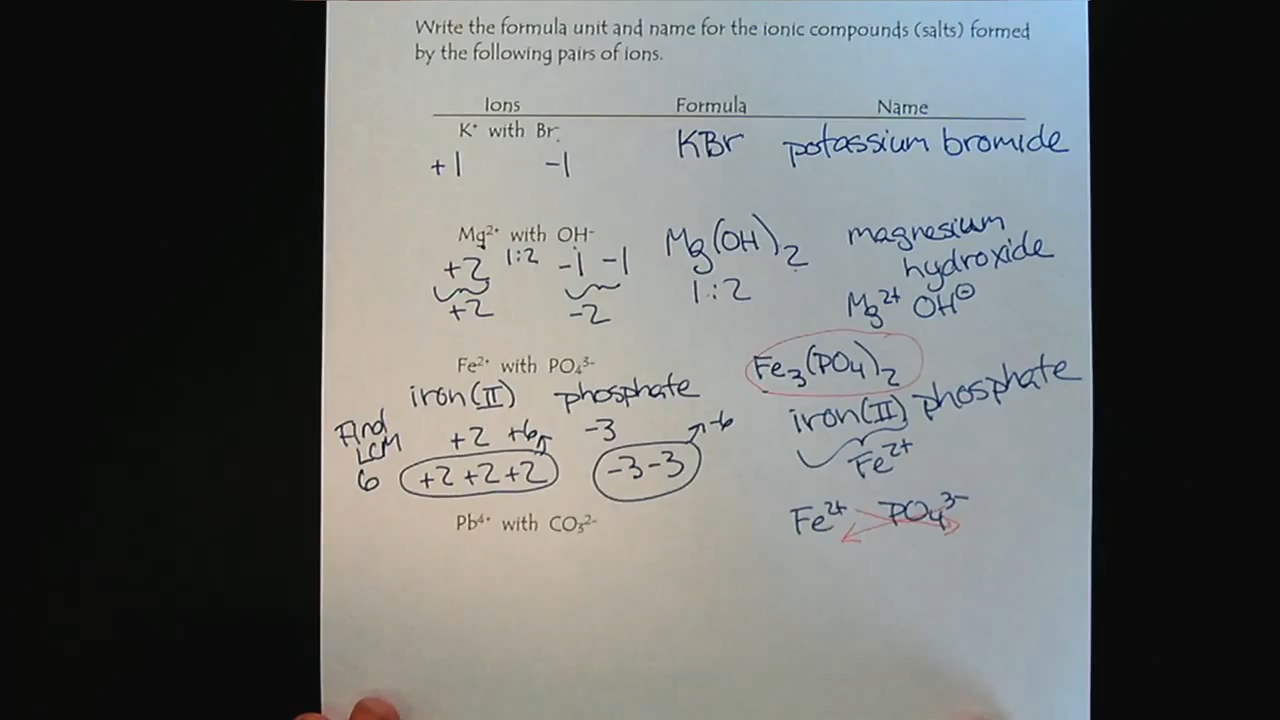 Write the formula unit and name for the ionic compounds (salts) formed
by the following pairs of ions.
Ions Formula Name
K⁺ with Br⁻ KBr potassium bromide
+1 -1
Mg²⁺ with OH⁻ Mg(OH)₂ magnesium
hydroxide
+2 1:2 -1 -1
+2 -2 1:2 Mg²⁺ OH⊖
Fe²⁺ with PO₄³⁻ Fe₃(PO₄)₂
iron(II) phosphate iron(II) phosphate
Find LCM 6
+2 +6 -3 -6
+2 +2 +2 -3 -3 Fe²⁺
Pb⁴⁺ with CO₃²⁻ Fe²⁺ PO₄³⁻